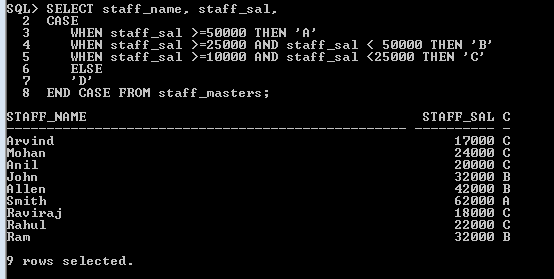 SQL> SELECT staff_name, staff_sal,
2 CASE
3 WHEN staff_sal >=50000 THEN 'A'
4 WHEN staff_sal >=25000 AND staff_sal < 50000 THEN 'B'
5 WHEN staff_sal >=10000 AND staff_sal <25000 THEN 'C'
6 ELSE
7 'D'
8 END CASE FROM staff_masters;
STAFF_NAME STAFF_SAL C
-------------------------------------------------- ---------- -
Arvind 17000 C
Mohan 24000 C
Anil 20000 C
John 32000 B
Allen 42000 B
Smith 62000 A
Raviraj 18000 C
Rahul 22000 C
Ram 32000 B
9 rows selected.